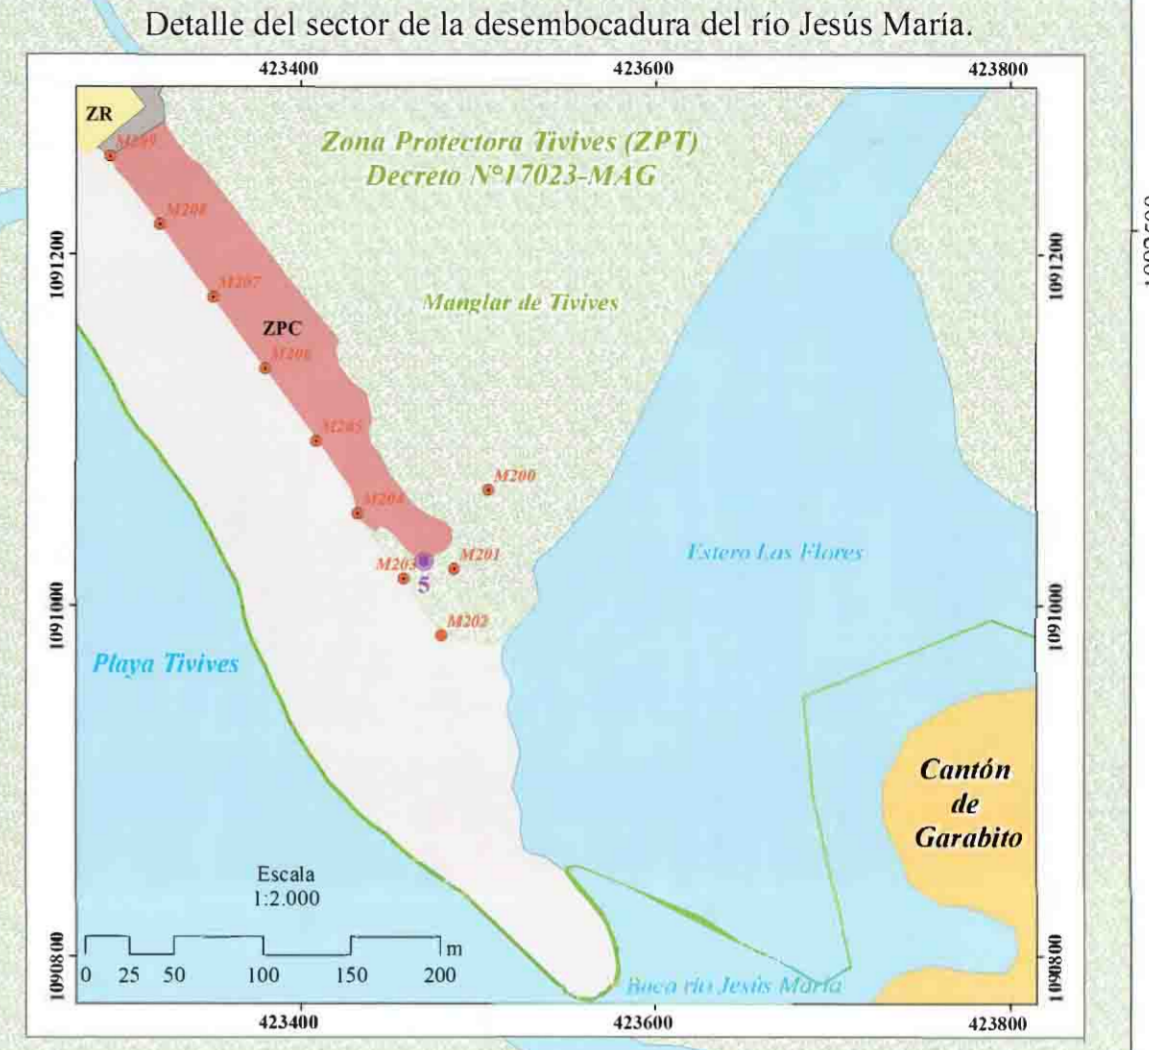 Detalle del sector de la desembocadura del río Jesús María.
423400
423600
423800
ZR
M209
Zona Protectora Tivives (ZPT)
Decreto N°17023-MAG
M208
1091200
1091200
M207
Manglar de Tivives
ZPC
M206
M205
M200
M204
Estero Las Flores
M203
M201
5
1091000
1091000
M202
Playa Tivives
Cantón
de
Garabito
Escala
1:2.000
m
0 25 50 100 150 200
1090800
1090800
Boca río Jesús María
423400
423600
423800